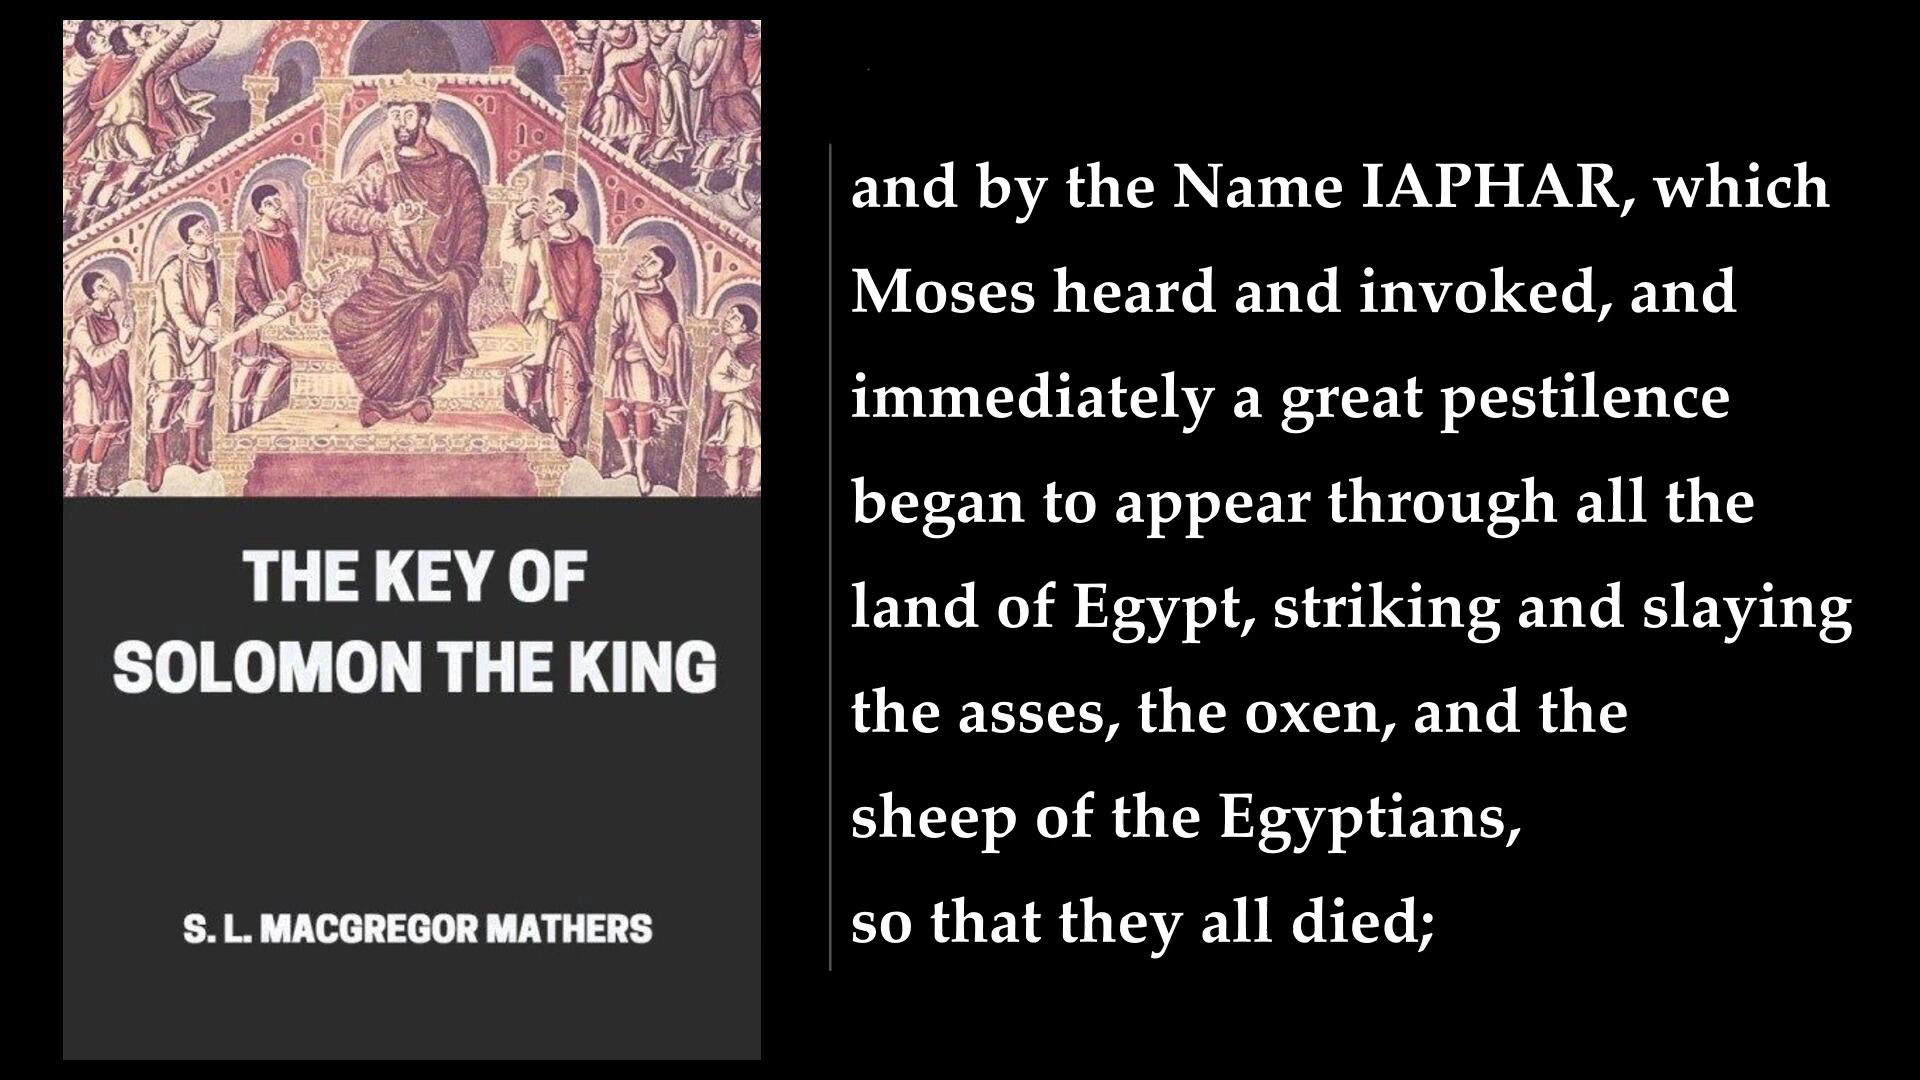 THE KEY OF
SOLOMON THE KING
S. L. MACGREGOR MATHERS
and by the Name IAPHAR, which
Moses heard and invoked, and
immediately a great pestilence
began to appear through all the
land of Egypt, striking and slaying
the asses, the oxen, and the
sheep of the Egyptians,
so that they all died;